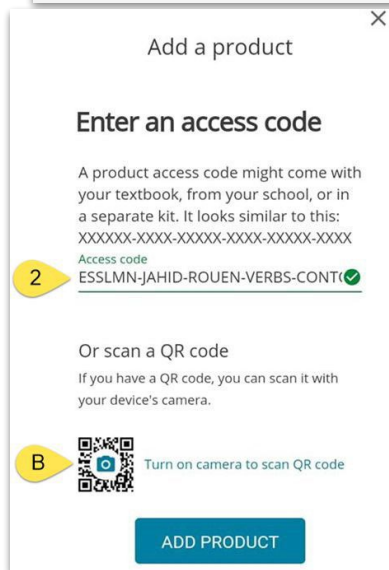 Add a product
Enter an access code
A product access code might come with
your textbook, from your school, or in
a separate kit. It looks similar to this:
XXXXXX-XXXX-XXXXX-XXXX-XXXXX-XXXX
Access code
2
ESSLMN-JAHID-ROUEN-VERBS-CONT
Or scan a QR code
If you have a QR code, you can scan it with
your device's camera.
B
Turn on camera to scan QR code
ADD PRODUCT